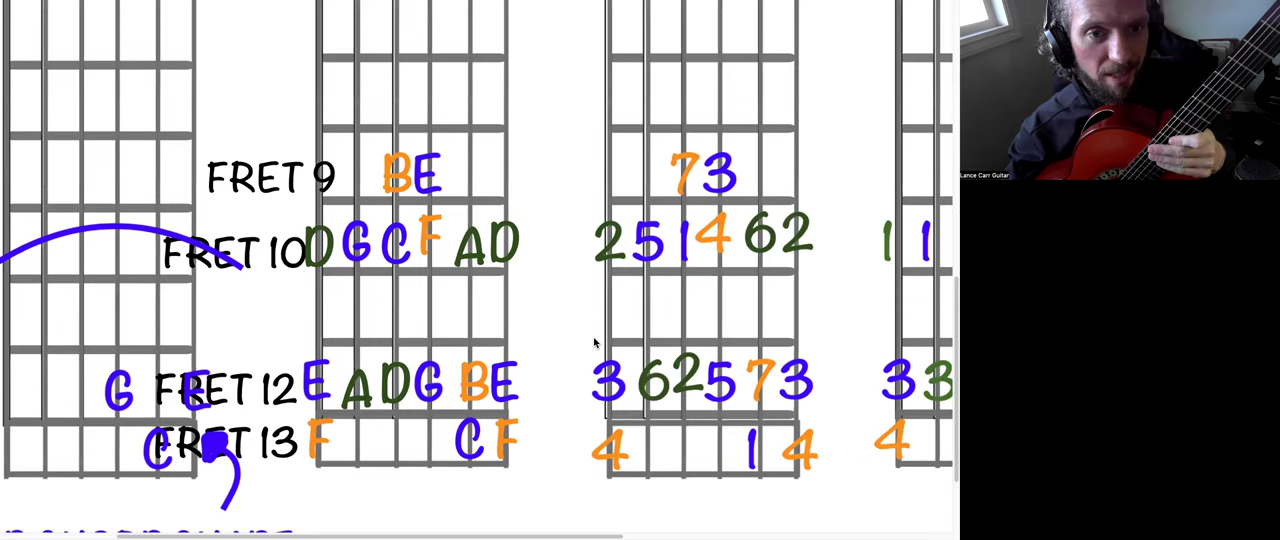 FRET 9 B E 7 3
FRET 10 D G C F A D 2 5 1 4 6 2 1 1
G E FRET 12 E A D G B E 3 6 2 5 7 3 3 3
C FRET 13 F C F 4 1 4 4
Lance Carr Guitar